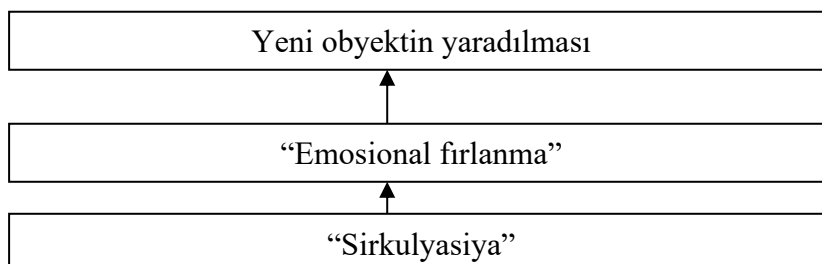 Yeni obyektin yaradılması
“Emosional fırlanma”
“Sirkulyasiya”